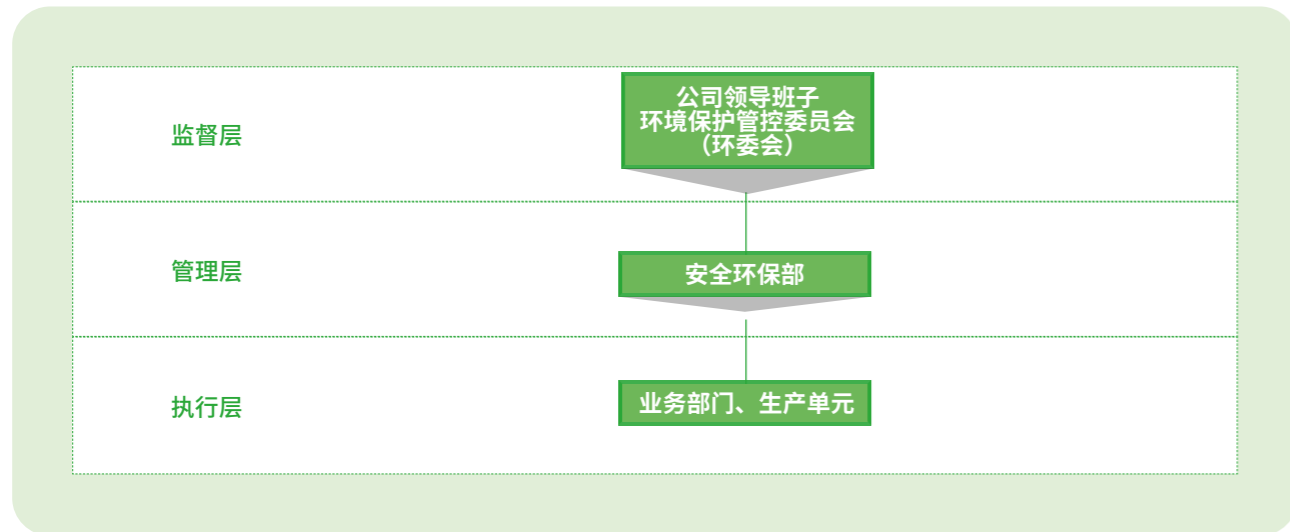 监督层
公司领导班子
环境保护管控委员会
（环委会）
管理层
安全环保部
执行层
业务部门、生产单元